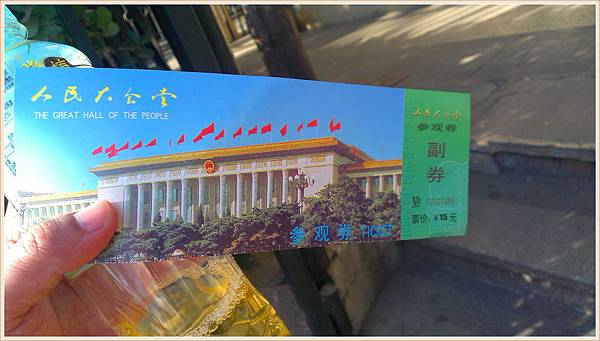 人民大会堂
THE GREAT HALL OF THE PEOPLE
参观券 TICKET
人民大会堂
参观券
副
券
№
票价:¥15元